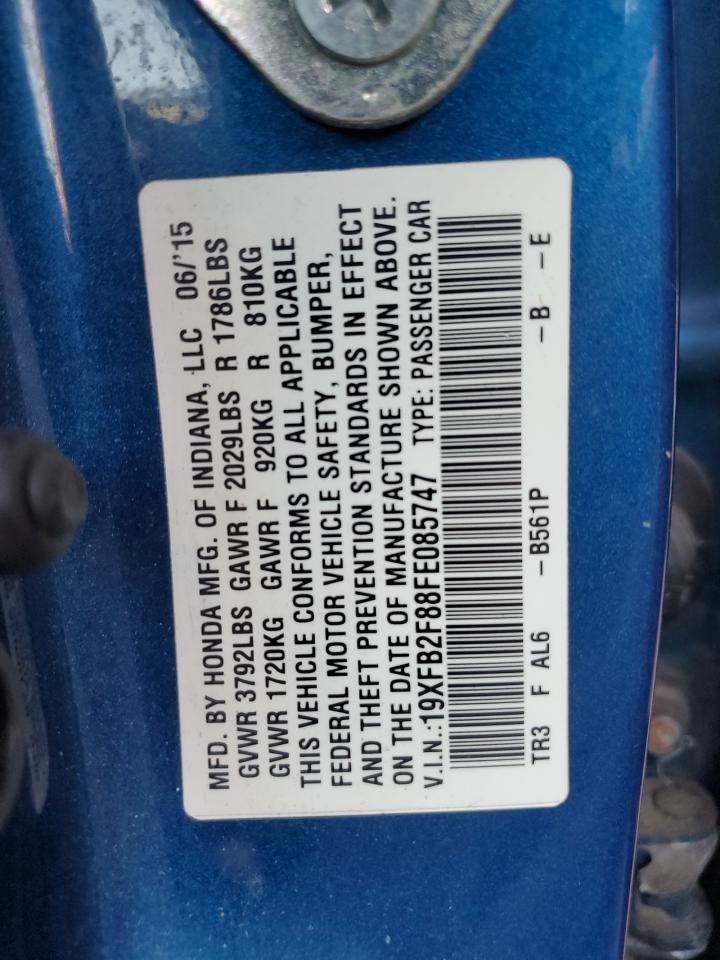 MFD. BY HONDA MFG. OF INDIANA, LLC 06/'15
GVWR 3792LBS GAWR F 2029LBS R 1786LBS
GVWR 1720KG GAWR F 920KG R 810KG
THIS VEHICLE CONFORMS TO ALL APPLICABLE
FEDERAL MOTOR VEHICLE SAFETY, BUMPER,
AND THEFT PREVENTION STANDARDS IN EFFECT
ON THE DATE OF MANUFACTURE SHOWN ABOVE.
V.I.N.:19XFB2F88FE085747 TYPE: PASSENGER CAR
TR3 F AL6 -B561P -B -E